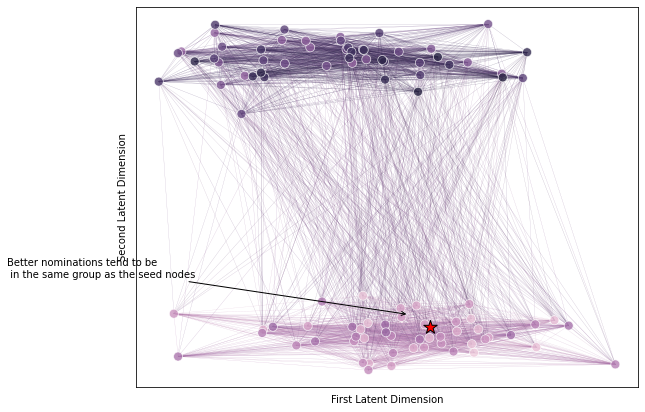 Second Latent Dimension
Better nominations tend to be
in the same group as the seed nodes
First Latent Dimension